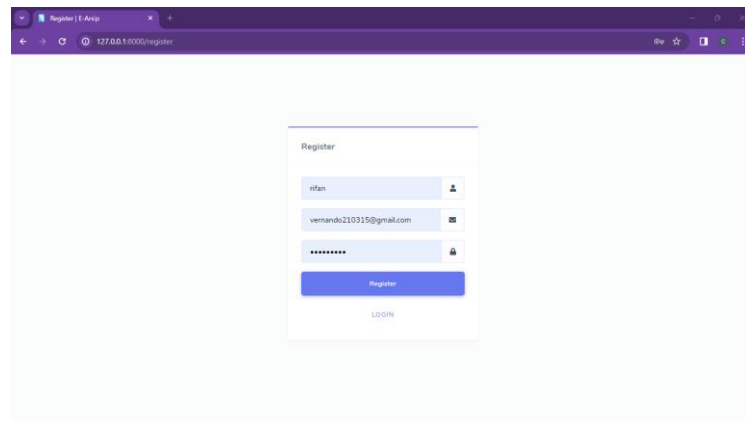 Register | E-Arsip
127.0.0.1:8000/register
Register
rifan
vernando210315@gmail.com
Register
LOGIN